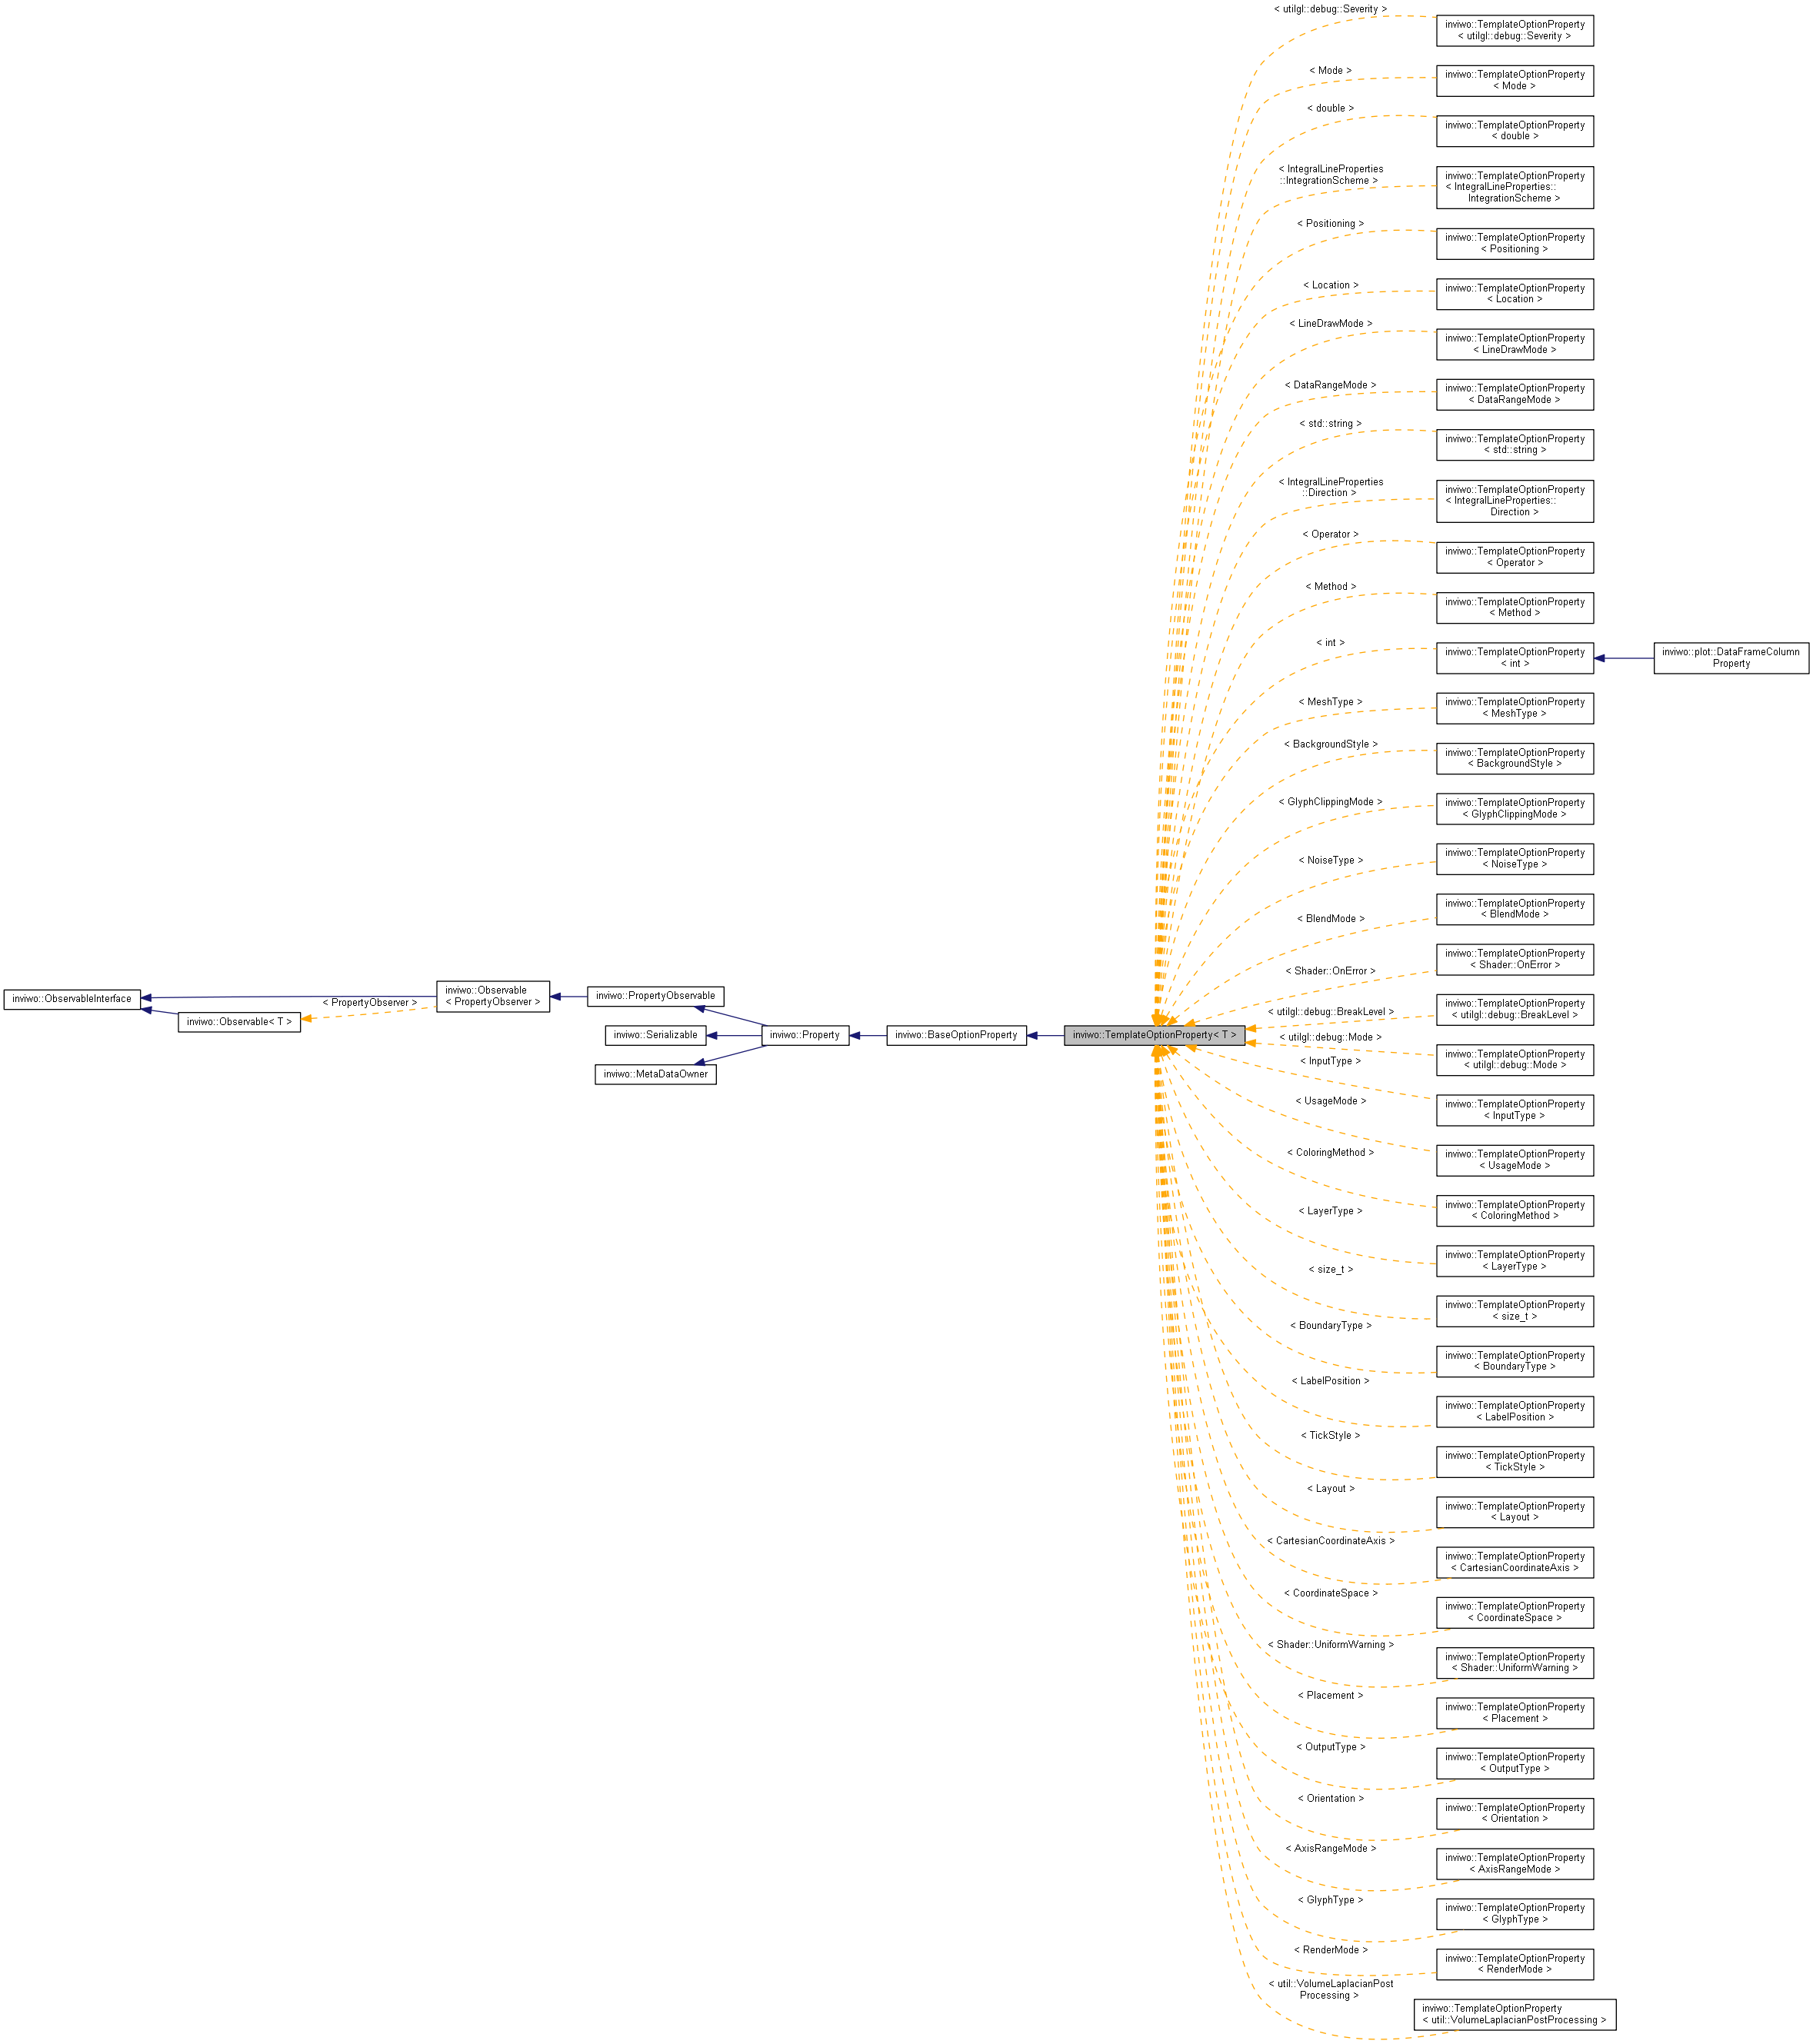 inviwo::ObservableInterface
inviwo::Observable< T >
< PropertyObserver >
inviwo::Observable
< PropertyObserver >
inviwo::PropertyObservable
inviwo::Serializable
inviwo::MetaDataOwner
inviwo::Property
inviwo::BaseOptionProperty
inviwo::TemplateOptionProperty< T >
< utilgl::debug::Severity >
inviwo::TemplateOptionProperty
< utilgl::debug::Severity >
< Mode >
inviwo::TemplateOptionProperty
< Mode >
< double >
inviwo::TemplateOptionProperty
< double >
< IntegralLineProperties
::IntegrationScheme >
inviwo::TemplateOptionProperty
< IntegralLineProperties::
IntegrationScheme >
< Positioning >
inviwo::TemplateOptionProperty
< Positioning >
< Location >
inviwo::TemplateOptionProperty
< Location >
< LineDrawMode >
inviwo::TemplateOptionProperty
< LineDrawMode >
< DataRangeMode >
inviwo::TemplateOptionProperty
< DataRangeMode >
< std::string >
inviwo::TemplateOptionProperty
< std::string >
< IntegralLineProperties
::Direction >
inviwo::TemplateOptionProperty
< IntegralLineProperties::
Direction >
< Operator >
inviwo::TemplateOptionProperty
< Operator >
< Method >
inviwo::TemplateOptionProperty
< Method >
< int >
inviwo::TemplateOptionProperty
< int >
inviwo::plot::DataFrameColumn
Property
< MeshType >
inviwo::TemplateOptionProperty
< MeshType >
< BackgroundStyle >
inviwo::TemplateOptionProperty
< BackgroundStyle >
< GlyphClippingMode >
inviwo::TemplateOptionProperty
< GlyphClippingMode >
< NoiseType >
inviwo::TemplateOptionProperty
< NoiseType >
< BlendMode >
inviwo::TemplateOptionProperty
< BlendMode >
< Shader::OnError >
inviwo::TemplateOptionProperty
< Shader::OnError >
< utilgl::debug::BreakLevel >
inviwo::TemplateOptionProperty
< utilgl::debug::BreakLevel >
< utilgl::debug::Mode >
inviwo::TemplateOptionProperty
< utilgl::debug::Mode >
< InputType >
inviwo::TemplateOptionProperty
< InputType >
< UsageMode >
inviwo::TemplateOptionProperty
< UsageMode >
< ColoringMethod >
inviwo::TemplateOptionProperty
< ColoringMethod >
< LayerType >
inviwo::TemplateOptionProperty
< LayerType >
< size_t >
inviwo::TemplateOptionProperty
< size_t >
< BoundaryType >
inviwo::TemplateOptionProperty
< BoundaryType >
< LabelPosition >
inviwo::TemplateOptionProperty
< LabelPosition >
< TickStyle >
inviwo::TemplateOptionProperty
< TickStyle >
< Layout >
inviwo::TemplateOptionProperty
< Layout >
< CartesianCoordinateAxis >
inviwo::TemplateOptionProperty
< CartesianCoordinateAxis >
< CoordinateSpace >
inviwo::TemplateOptionProperty
< CoordinateSpace >
< Shader::UniformWarning >
inviwo::TemplateOptionProperty
< Shader::UniformWarning >
< Placement >
inviwo::TemplateOptionProperty
< Placement >
< OutputType >
inviwo::TemplateOptionProperty
< OutputType >
< Orientation >
inviwo::TemplateOptionProperty
< Orientation >
< AxisRangeMode >
inviwo::TemplateOptionProperty
< AxisRangeMode >
< GlyphType >
inviwo::TemplateOptionProperty
< GlyphType >
< RenderMode >
inviwo::TemplateOptionProperty
< RenderMode >
< util::VolumeLaplacianPost
Processing >
inviwo::TemplateOptionProperty
< util::VolumeLaplacianPostProcessing >